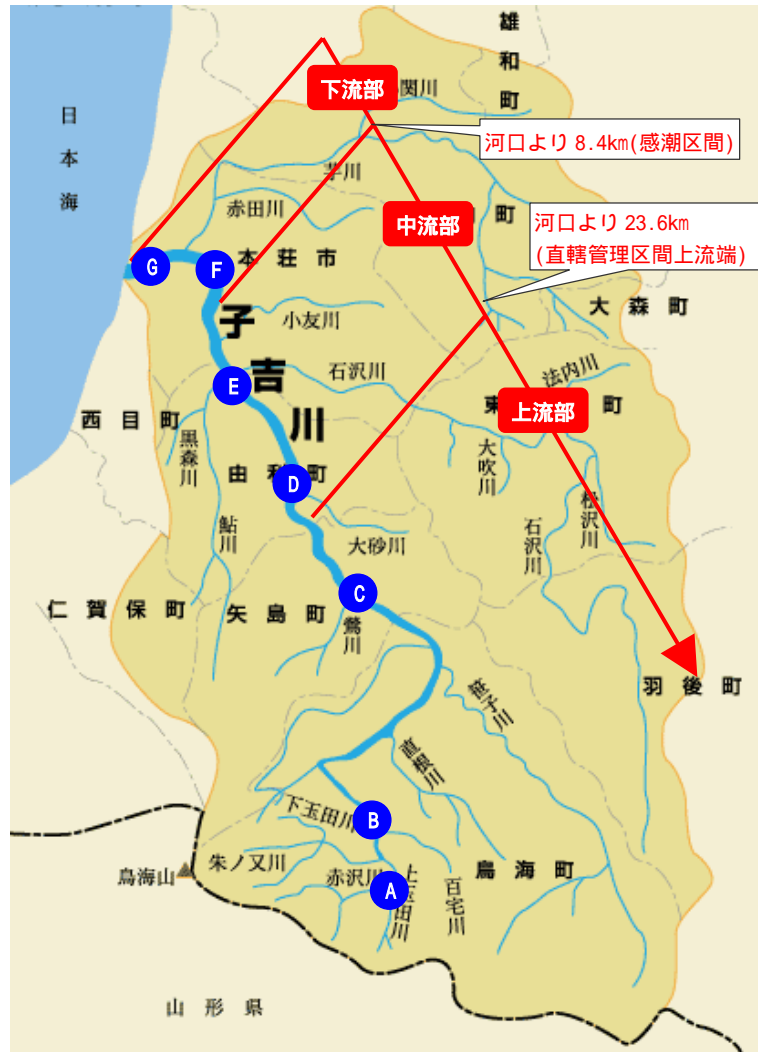 雄和町
日本海
下流部
関川
河口より 8.4km(感潮区間)
芋川
赤田川
中流部
町
河口より 23.6km
(直轄管理区間上流端)
G
F
本荘市
大森町
子吉川
小友川
石沢川
法内川
E
東
町
上流部
西目町
黒森川
大吹川
由利町
D
松沢川
石沢川
鮎川
大砂川
C
仁賀保町
矢島町
鶯川
羽後町
笹子川
直根川
下玉田川
B
朱ノ又川
鳥海山
赤沢川
A
上玉田川
百宅川
鳥海町
山形県